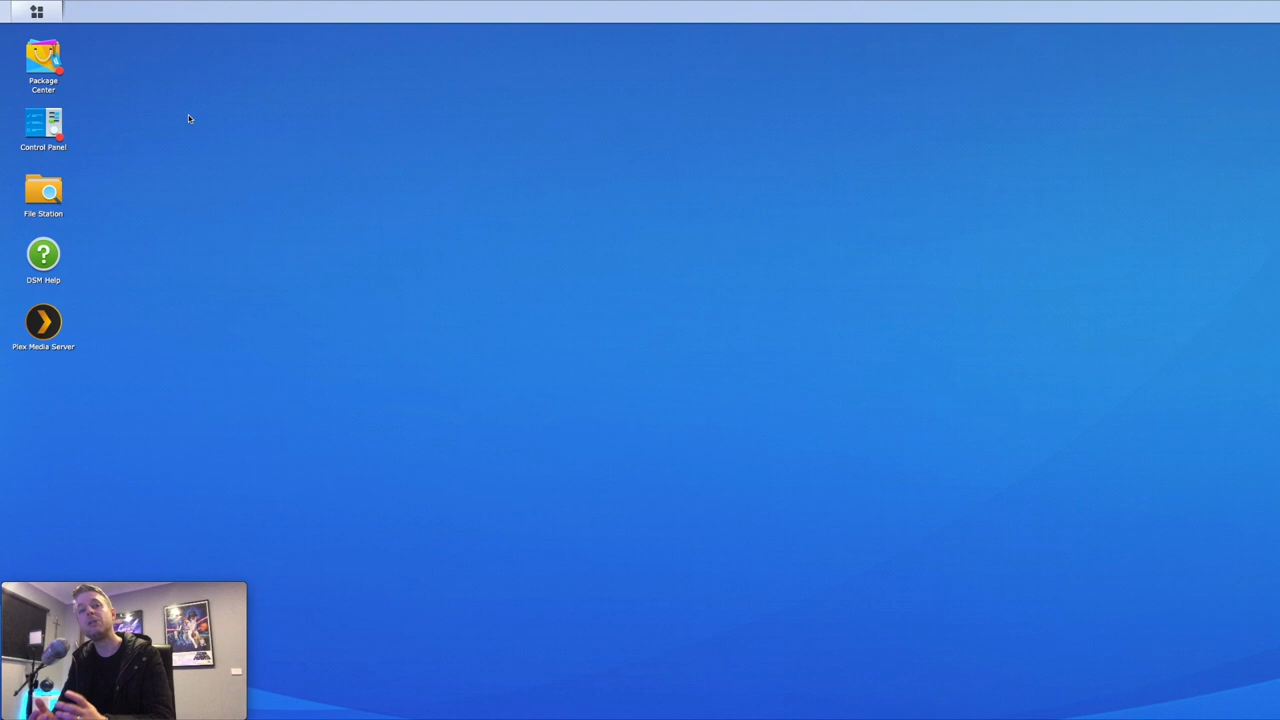 Package
Center
Control Panel
File Station
DSM Help
Plex Media Server